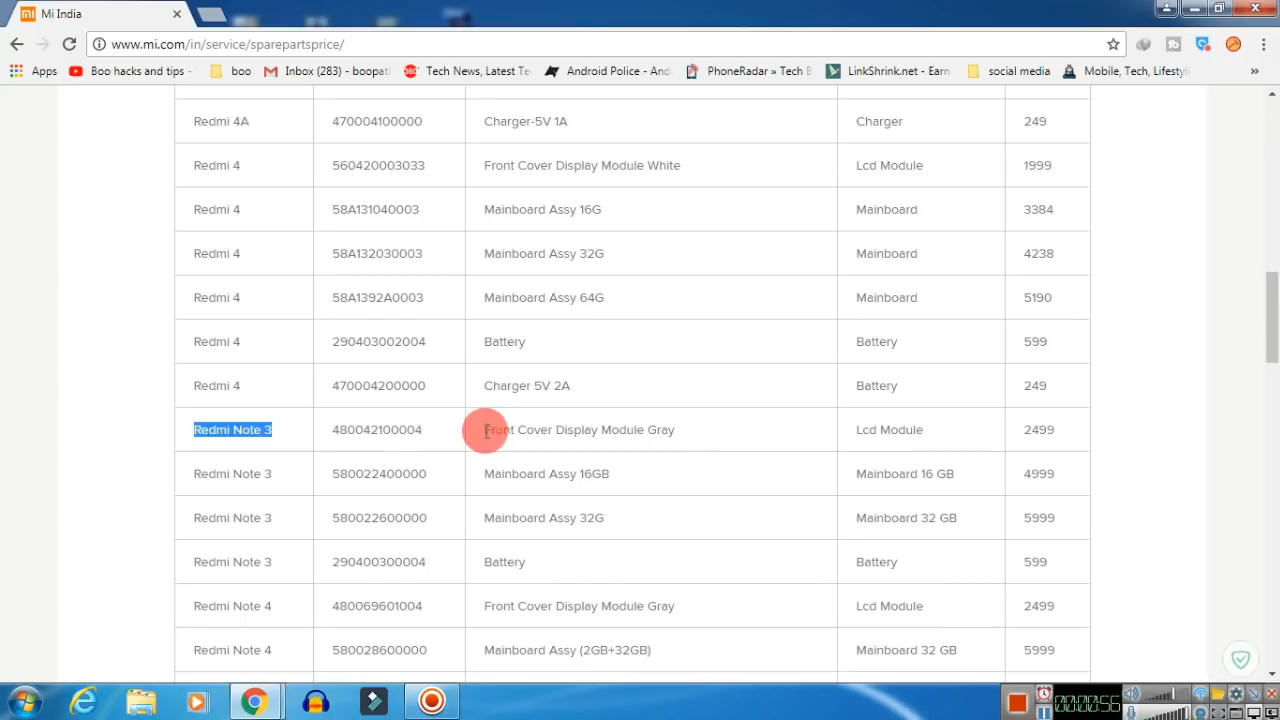 mi Mi India
www.mi.com/in/service/sparepartsprice/
Apps Boo hacks and tips - boo Inbox (283) - boopat 360 Tech News, Latest Te Android Police - And PhoneRadar » Tech B LinkShrink.net - Earn social media Mobile, Tech, Lifestyl »
Redmi 4A 470004100000 Charger-5V 1A Charger 249
Redmi 4 560420003033 Front Cover Display Module White Lcd Module 1999
Redmi 4 58A131040003 Mainboard Assy 16G Mainboard 3384
Redmi 4 58A132030003 Mainboard Assy 32G Mainboard 4238
Redmi 4 58A1392A0003 Mainboard Assy 64G Mainboard 5190
Redmi 4 290403002004 Battery Battery 599
Redmi 4 470004200000 Charger 5V 2A Battery 249
Redmi Note 3 480042100004 Front Cover Display Module Gray Lcd Module 2499
Redmi Note 3 580022400000 Mainboard Assy 16GB Mainboard 16 GB 4999
Redmi Note 3 580022600000 Mainboard Assy 32G Mainboard 32 GB 5999
Redmi Note 3 290400300004 Battery Battery 599
Redmi Note 4 480069601004 Front Cover Display Module Gray Lcd Module 2499
Redmi Note 4 580028600000 Mainboard Assy (2GB+32GB) Mainboard 32 GB 5999
00:00:56